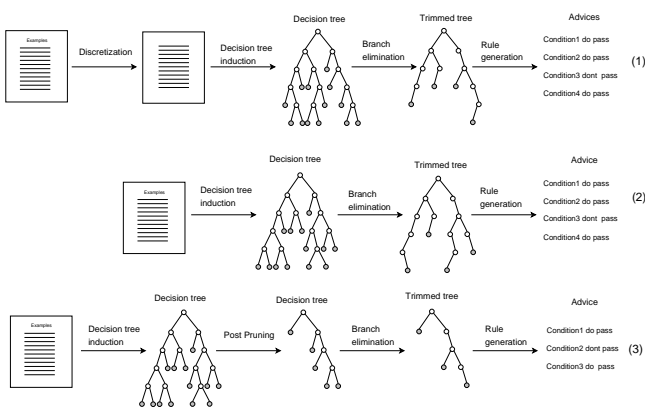 Decision tree
Trimmed tree
Advices
Examples
Discretization
Decision tree
induction
Branch
elimination
Rule
generation
Condition1 do pass
Condition2 do pass
Condition3 dont  pass
Condition4 do pass
(1)
Decision tree
Trimmed tree
Advice
Examples
Decision tree
induction
Branch
elimination
Rule
generation
Condition1 do pass
Condition2 do pass
Condition3 dont  pass
Condition4 do pass
(2)
Decision tree
Decision tree
Trimmed tree
Advice
Examples
Decision tree
induction
Post Pruning
Branch
elimination
Rule
generation
Condition1 do pass
Condition2 dont pass
Condition3 do  pass
(3)